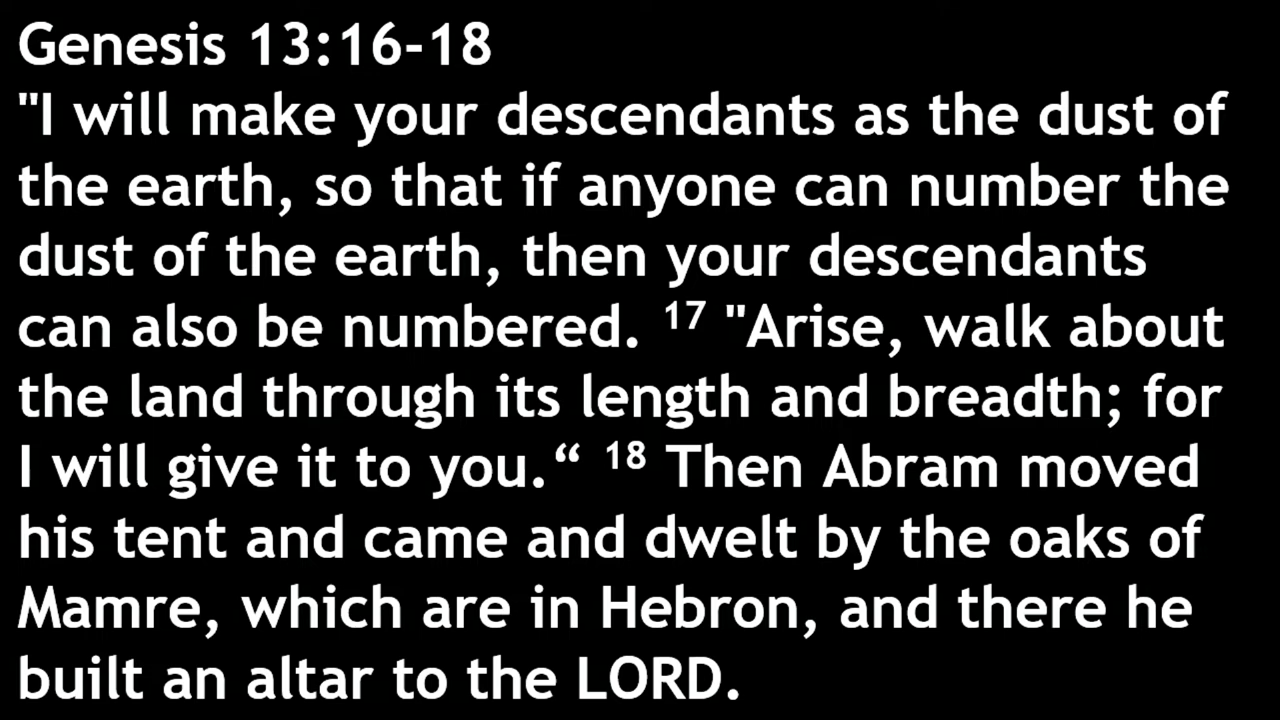 Genesis 13:16-18
"I will make your descendants as the dust of
the earth, so that if anyone can number the
dust of the earth, then your descendants
can also be numbered. 17 "Arise, walk about
the land through its length and breadth; for
I will give it to you.“ 18 Then Abram moved
his tent and came and dwelt by the oaks of
Mamre, which are in Hebron, and there he
built an altar to the LORD.